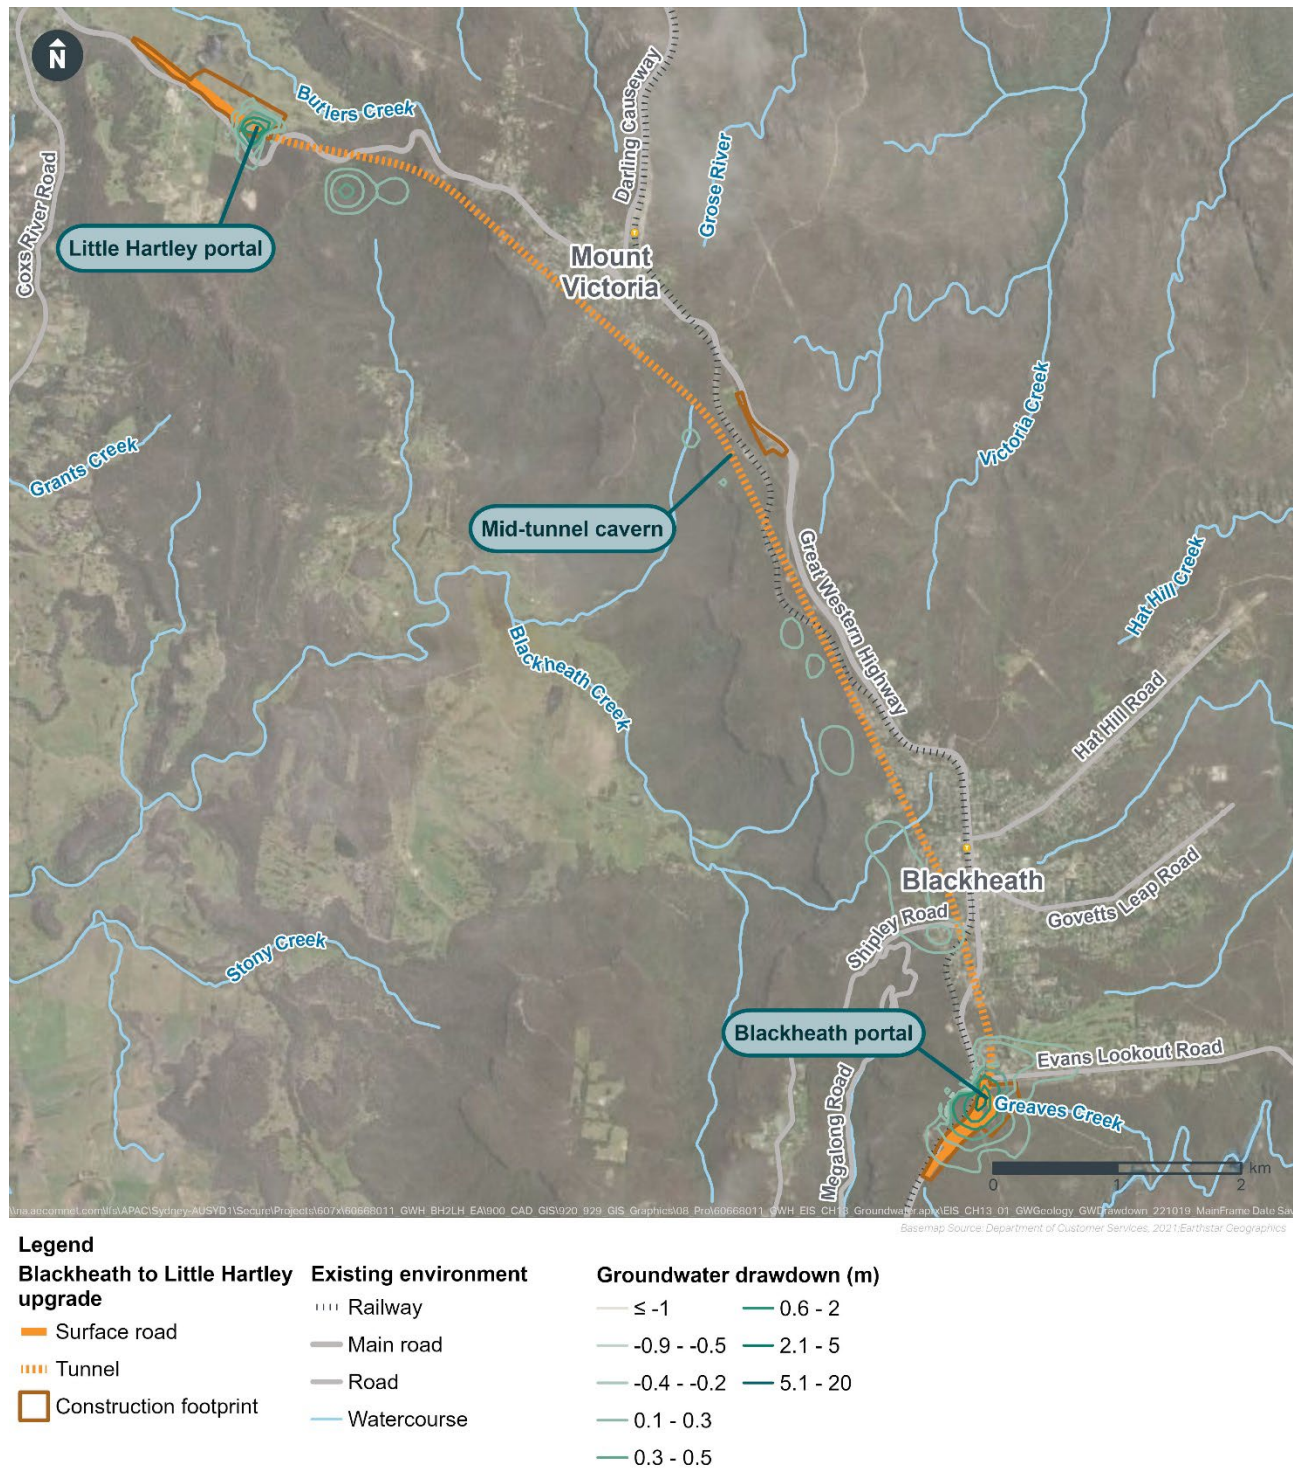 N
Butlers Creek
Darling Causeway
Grose River
Coxs River Road
Little Hartley portal
Mount
Victoria
Victoria Creek
Grants Creek
Mid-tunnel cavern
Great Western Highway
Hat Hill Creek
Blackheath Creek
Hat Hill Road
Blackheath
Govetts Leap Road
Shipley Road
Stony Creek
Blackheath portal
Evans Lookout Road
Greaves Creek
Megalong Road
km
0 1 2
Basemap Source: Department of Customer Services, 2021;Earthstar Geographics
Legend
Blackheath to Little Hartley
upgrade
Surface road
Tunnel
Construction footprint
Existing environment
Railway
Main road
Road
Watercourse
Groundwater drawdown (m)
≤ -1
-0.9 - -0.5
-0.4 - -0.2
0.1 - 0.3
0.3 - 0.5
0.6 - 2
2.1 - 5
5.1 - 20